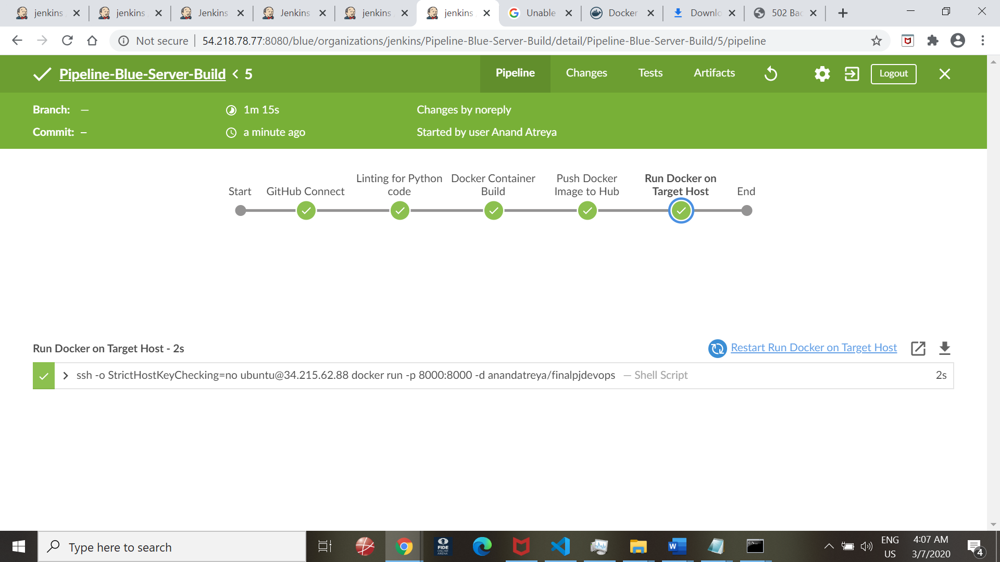 jenkins
jenkins
Jenkins
Jenkins
jenkins
jenkins
Unable
Docker
Downlo
502 Bac
Not secure
54.218.78.77:8080/blue/organizations/jenkins/Pipeline-Blue-Server-Build/detail/Pipeline-Blue-Server-Build/5/pipeline
Pipeline-Blue-Server-Build < 5
Pipeline
Changes
Tests
Artifacts
Logout
Branch: —
1m 15s
Changes by noreply
Commit: –
a minute ago
Started by user Anand Atreya
Start
GitHub Connect
Linting for Python
code
Docker Container
Build
Push Docker
Image to Hub
Run Docker on
Target Host
End
Run Docker on Target Host - 2s
Restart Run Docker on Target Host
ssh -o StrictHostKeyChecking=no ubuntu@34.215.62.88 docker run -p 8000:8000 -d anandatreya/finalpjdevops — Shell Script
2s
Type here to search
FIDE
ONLINE
ARENA
ENG
US
4:07 AM
3/7/2020
4